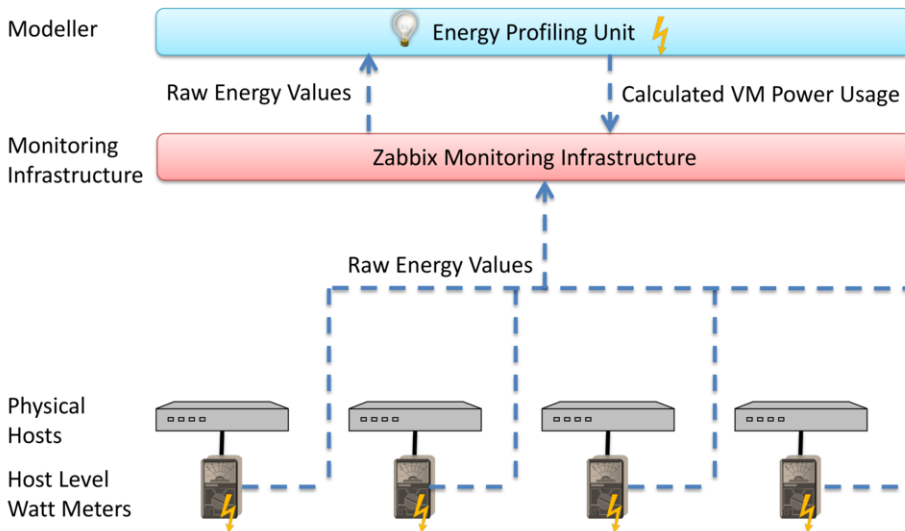 Modeller
Energy Profiling Unit
Raw Energy Values
Calculated VM Power Usage
Monitoring
Infrastructure
Zabbix Monitoring Infrastructure
Raw Energy Values
Physical
Hosts
Host Level
Watt Meters